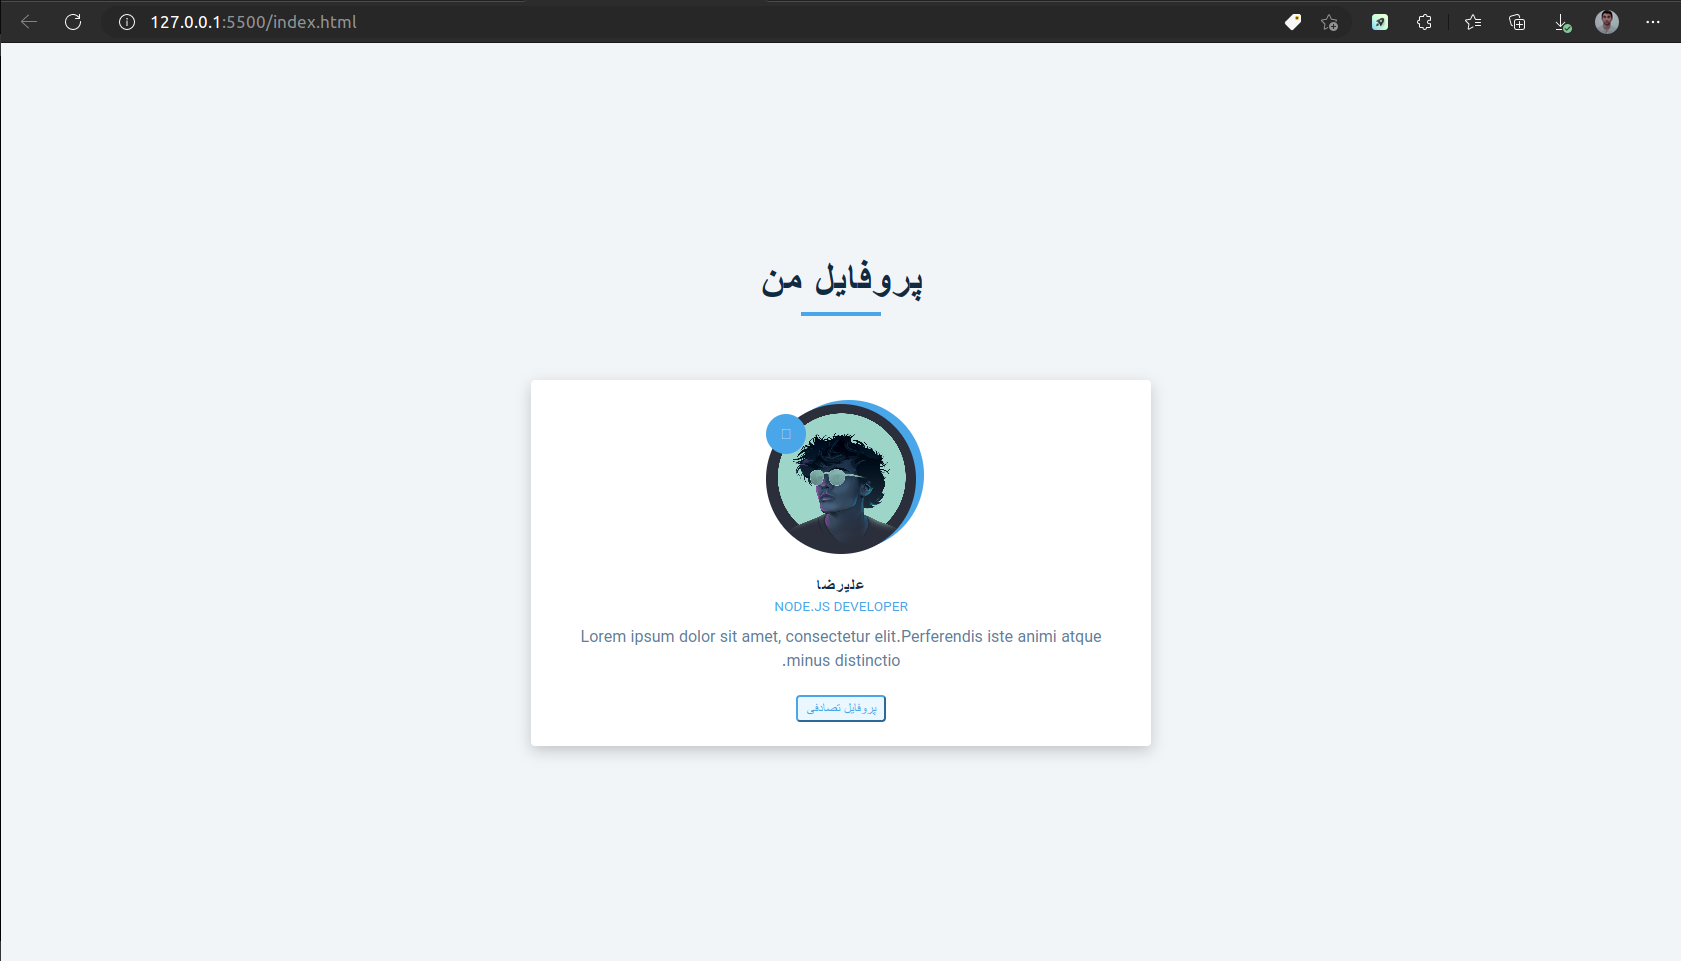 127.0.0.1:5500/index.html
پروفایل من
علیرضا
NODE.JS DEVELOPER
Lorem ipsum dolor sit amet, consectetur elit.Perferendis iste animi atque
.minus distinctio
پروفایل تصادفی